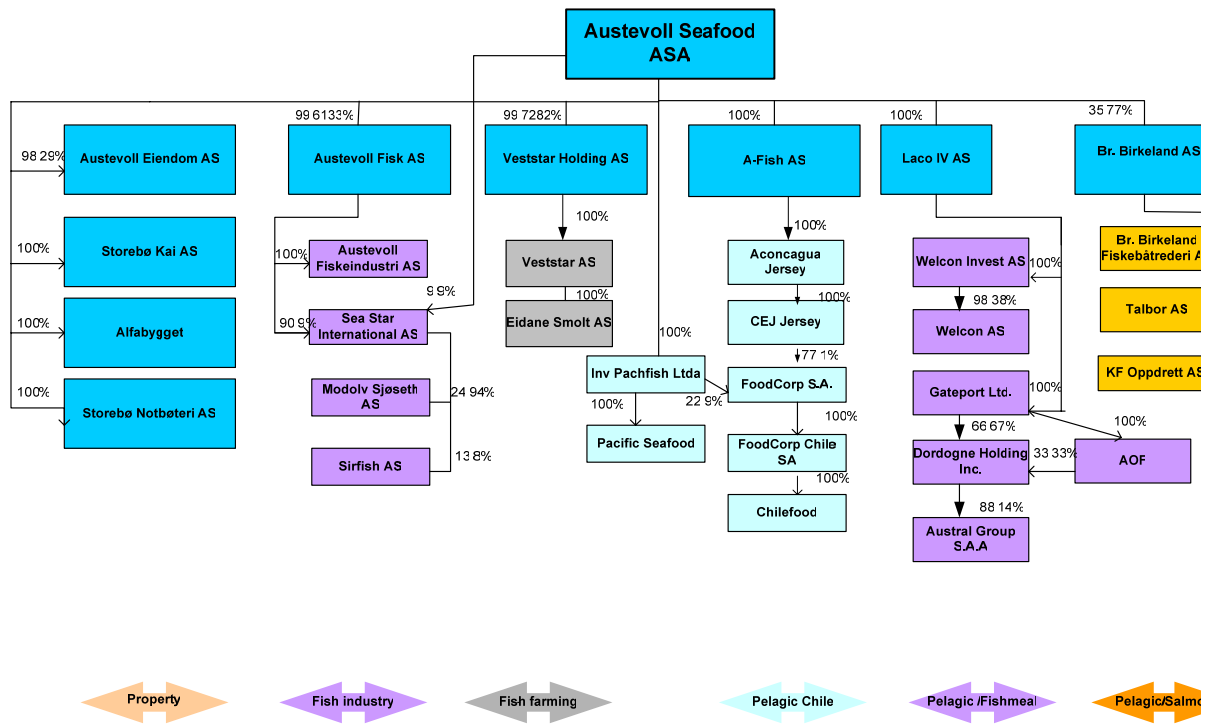 Austevoll Seafood
ASA
99 6133%
99 7282%
100%
100%
35 77%
98 29%
Austevoll Eiendom AS
Austevoll Fisk AS
Veststar Holding AS
A-Fish AS
Laco IV AS
Br. Birkeland AS
100%
Storebø Kai AS
100%
Alfabygget
100%
Storebø Notbøteri AS
100%
Austevoll
Fiskeindustri AS
9 9%
90 9%
Sea Star
International AS
Modolv Sjøseth
AS
24 94%
Sirfish AS
13 8%
100%
Veststar AS
100%
Eidane Smolt AS
100%
Inv Pachfish Ltda
100%
22 9%
Pacific Seafood
100%
Aconcagua
Jersey
100%
CEJ Jersey
77 1%
FoodCorp S.A.
100%
FoodCorp Chile
SA
100%
Chilefood
Welcon Invest AS
100%
98 38%
Welcon AS
Gateport Ltd.
100%
66 67%
100%
Dordogne Holding
Inc.
33 33%
AOF
88 14%
Austral Group
S.A.A
Br. Birkeland
Fiskebåtrederi
Talbor AS
KF Oppdrett AS
Property
Fish industry
Fish farming
Pelagic Chile
Pelagic /Fishmeal
Pelagic/Salmo